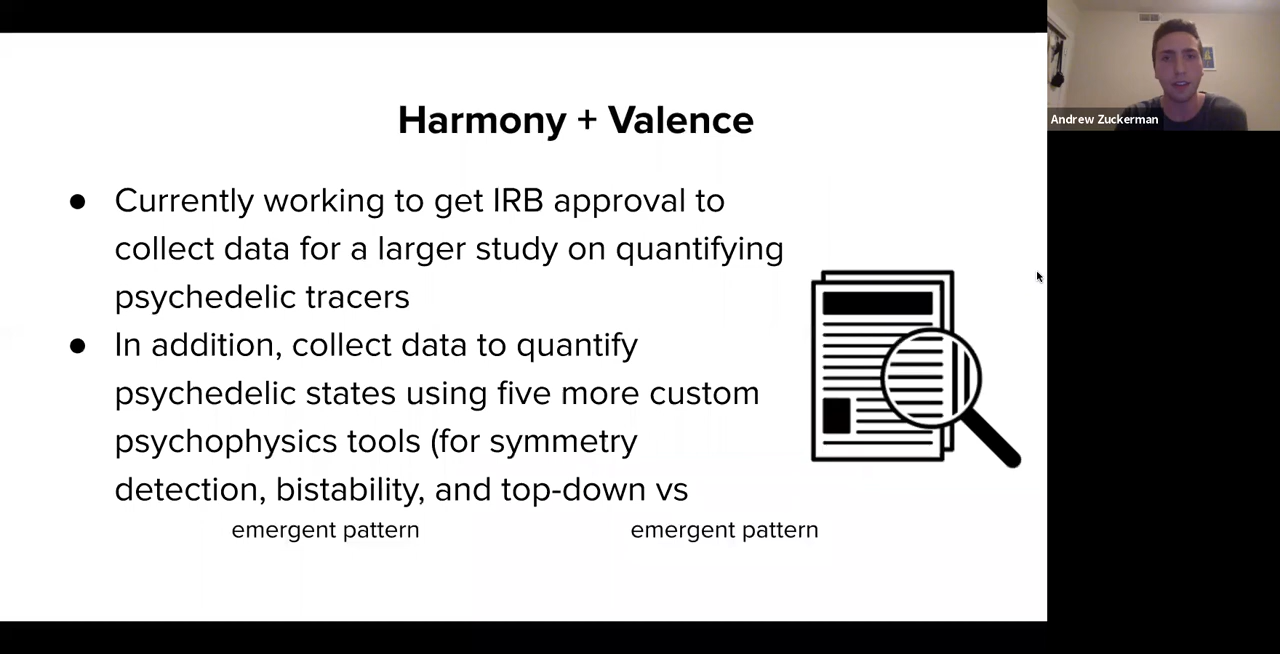 Harmony + Valence
● Currently working to get IRB approval to
collect data for a larger study on quantifying
psychedelic tracers
● In addition, collect data to quantify
psychedelic states using five more custom
psychophysics tools (for symmetry
detection, bistability, and top-down vs
emergent pattern emergent pattern
Andrew Zuckerman